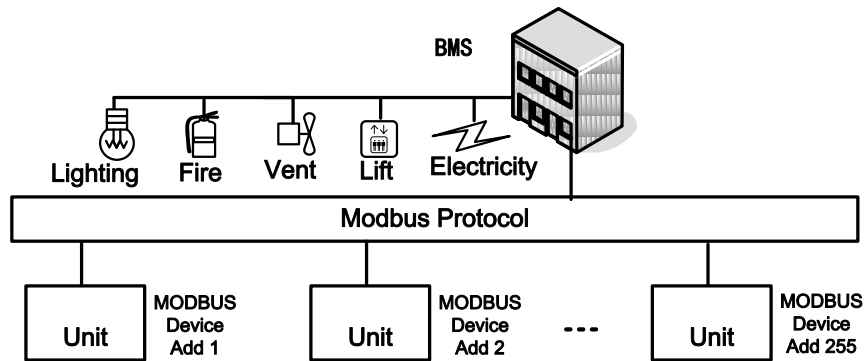 BMS
Lighting
Fire
Vent
Lift
Electricity
Modbus Protocol
Unit
MODBUS
Device
Add 1
Unit
MODBUS
Device
Add 2
---
Unit
MODBUS
Device
Add 255